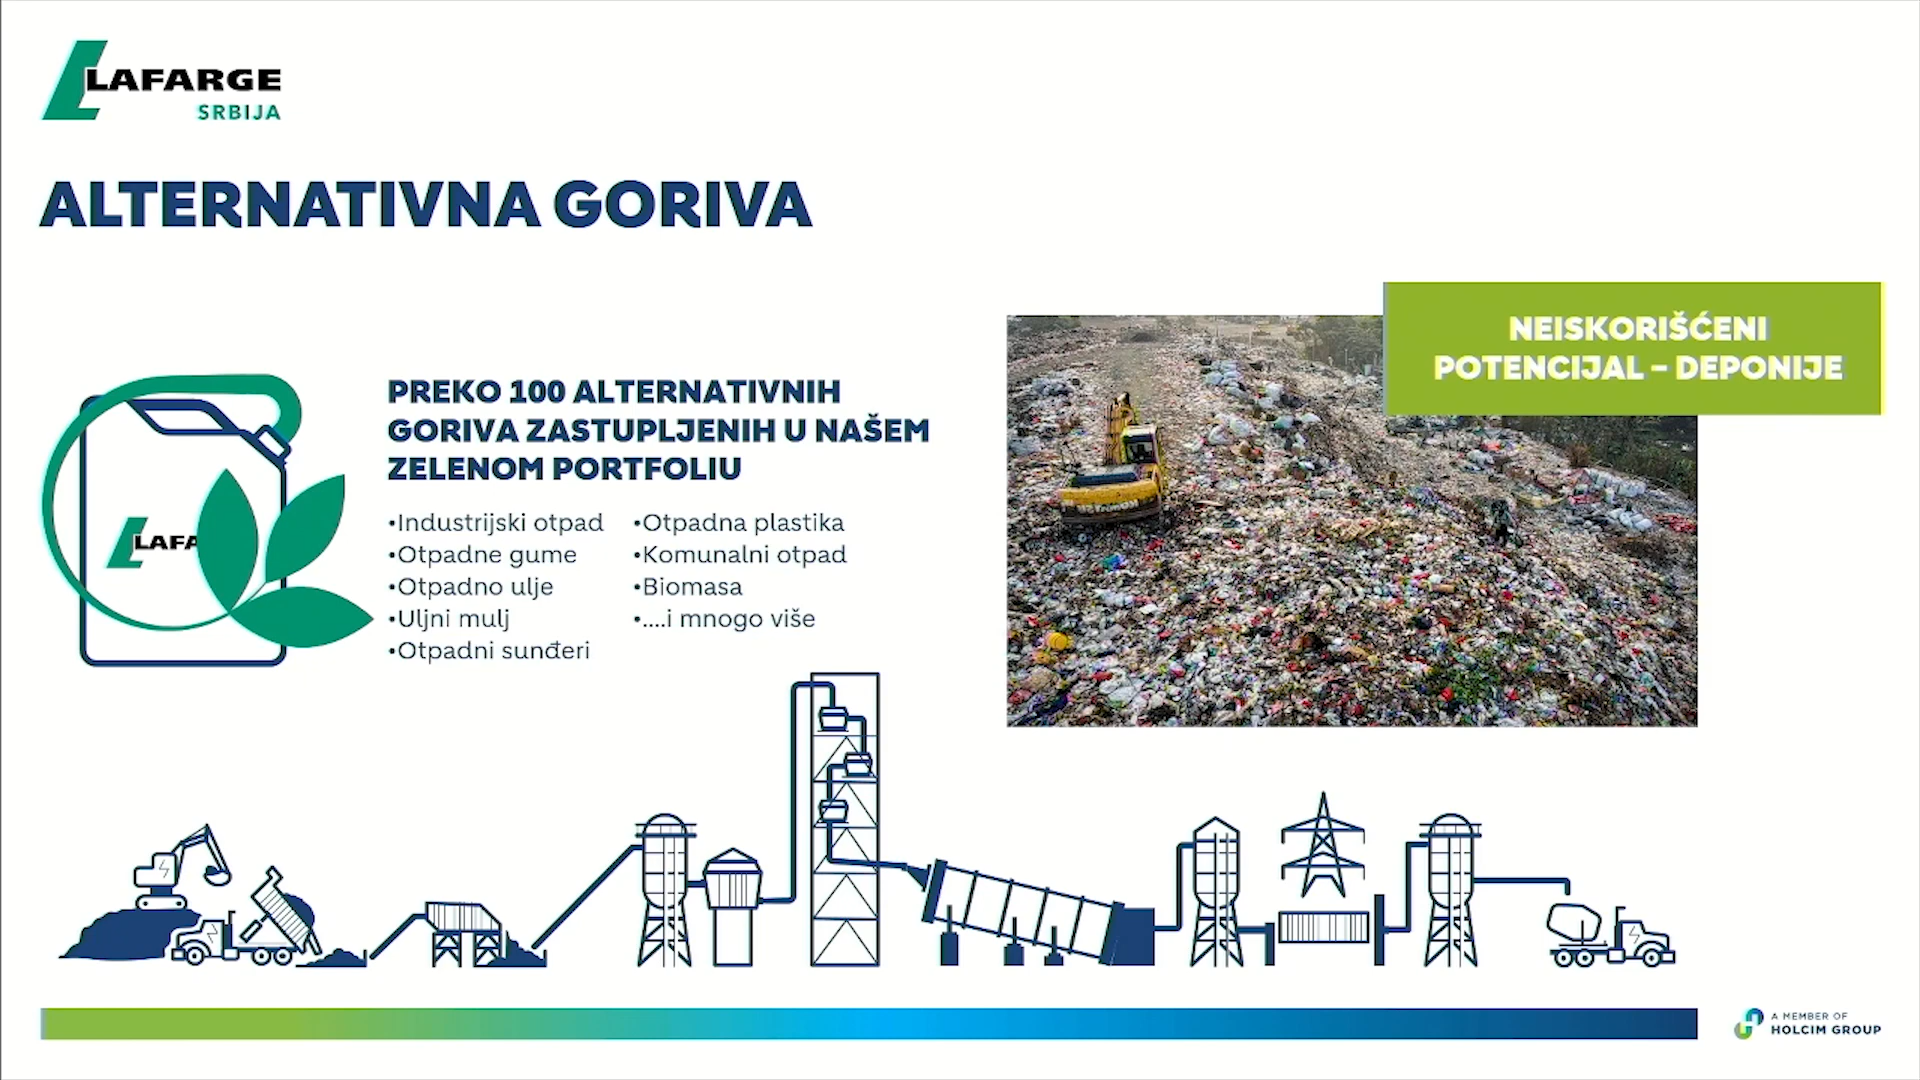 LAFARGE
SRBIJA
ALTERNATIVNA GORIVA
NEISKORIŠĆENI
POTENCIJAL – DEPONIJE
PREKO 100 ALTERNATIVNIH
GORIVA ZASTUPLJENIH U NAŠEM
ZELENOM PORTFOLIU
•Industrijski otpad
•Otpadne gume
•Otpadno ulje
•Uljni mulj
•Otpadni sunđeri
•Otpadna plastika
•Komunalni otpad
•Biomasa
•....i mnogo više
LAFA
A MEMBER OF
HOLCIM GROUP